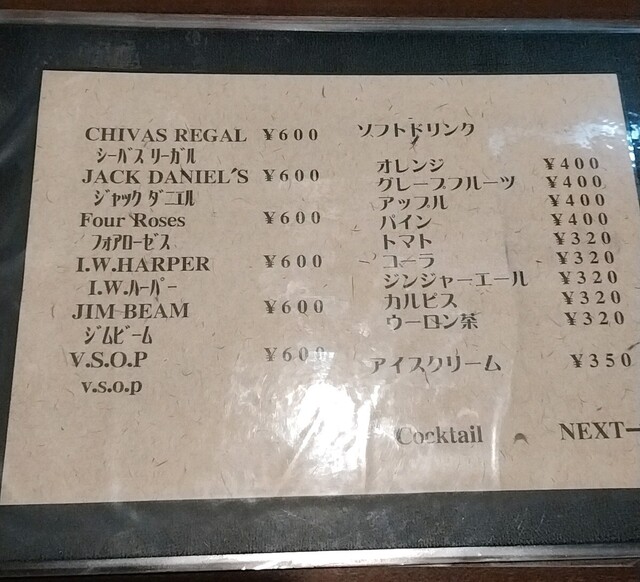 CHIVAS REGAL ¥600
ｼｰﾊﾞｽ ﾘｰｶﾞﾙ
JACK DANIEL'S ¥600
ｼﾞｬｯｸ ﾀﾞﾆｴﾙ
Four Roses ¥600
ﾌｫｱﾛｰｾﾞｽ
I.W.HARPER ¥600
I.W.ﾊｰﾊﾟｰ
JIM BEAM ¥600
ｼﾞﾑﾋﾞｰﾑ
V.S.O.P ¥600
v.s.o.p
ソフトドリンク
オレンジ ¥400
グレープフルーツ ¥400
アップル ¥400
パイン ¥400
トマト ¥320
コーラ ¥320
ジンジャーエール ¥320
カルピス ¥320
ウーロン茶 ¥320
アイスクリーム ¥350
Cocktail NEXT―